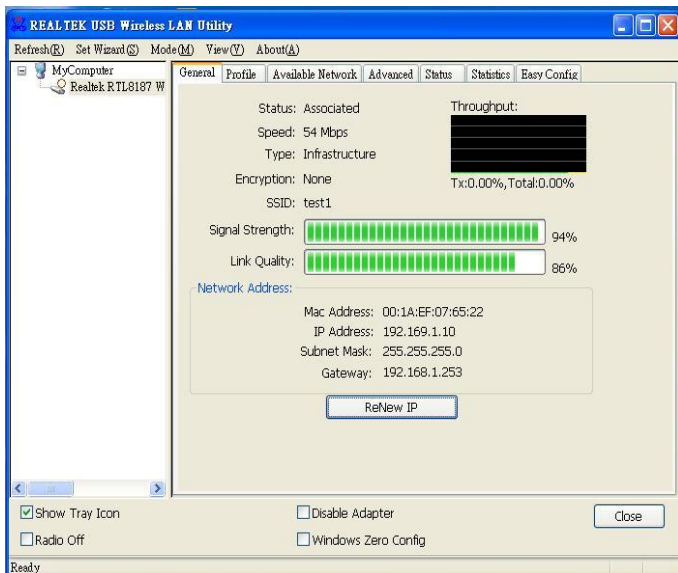 REALTEK USB Wireless LAN Utility
Refresh(R) Set Wizard(S) Mode(M) View(V) About(A)
MyComputer
Realtek RTL8187 W
General Profile Available Network Advanced Status Statistics Easy Config
Status: Associated
Speed: 54 Mbps
Type: Infrastructure
Encryption: None
SSID: test1
Throughput:
Tx:0.00%, Total:0.00%
Signal Strength: 94%
Link Quality: 86%
Network Address:
Mac Address: 00:1A:EF:07:65:22
IP Address: 192.169.1.10
Subnet Mask: 255.255.255.0
Gateway: 192.168.1.253
ReNew IP
Show Tray Icon
Radio Off
Disable Adapter
Windows Zero Config
Close
Ready